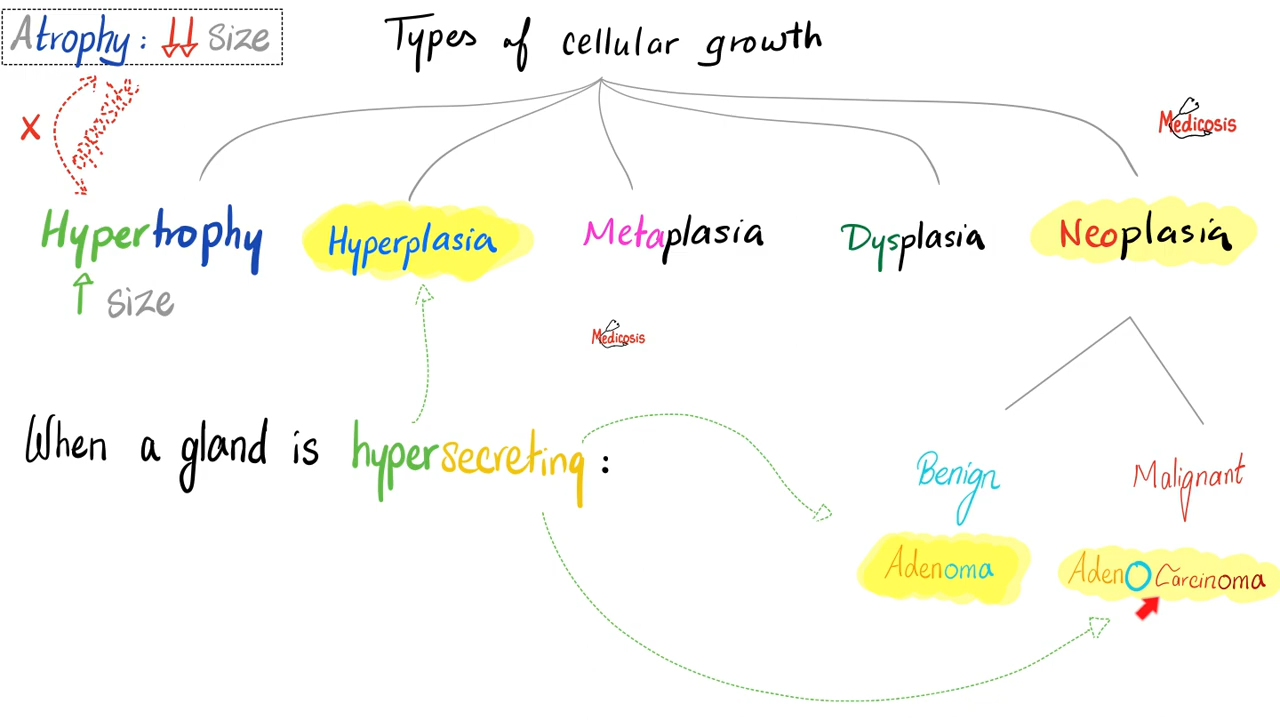 Atrophy: ↓↓ Size
Types of cellular growth
Medicosis
x
Hypertrophy
Hyperplasia
Metaplasia
Dysplasia
Neoplasia
↑ size
Medicosis
When a gland is hypersecreting:
Benign
Malignant
Adenoma
AdenOCarcinoma